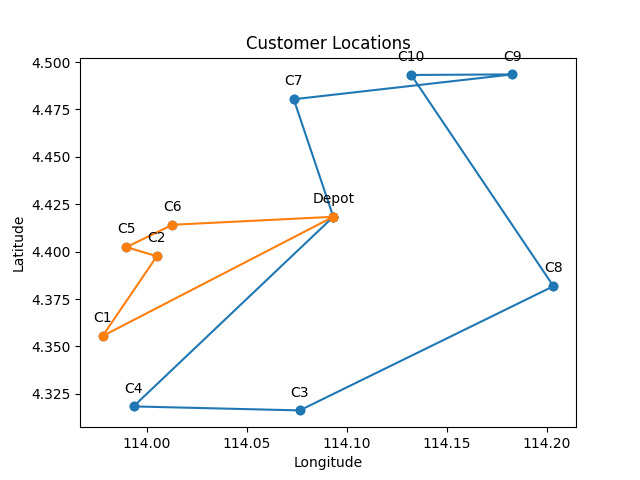 Customer Locations
4.500
4.475
4.450
4.425
4.400
4.375
4.350
4.325
Latitude
C10
C9
C7
Depot
C6
C5
C2
C8
C1
C4
C3
114.00
114.05
114.10
114.15
114.20
Longitude